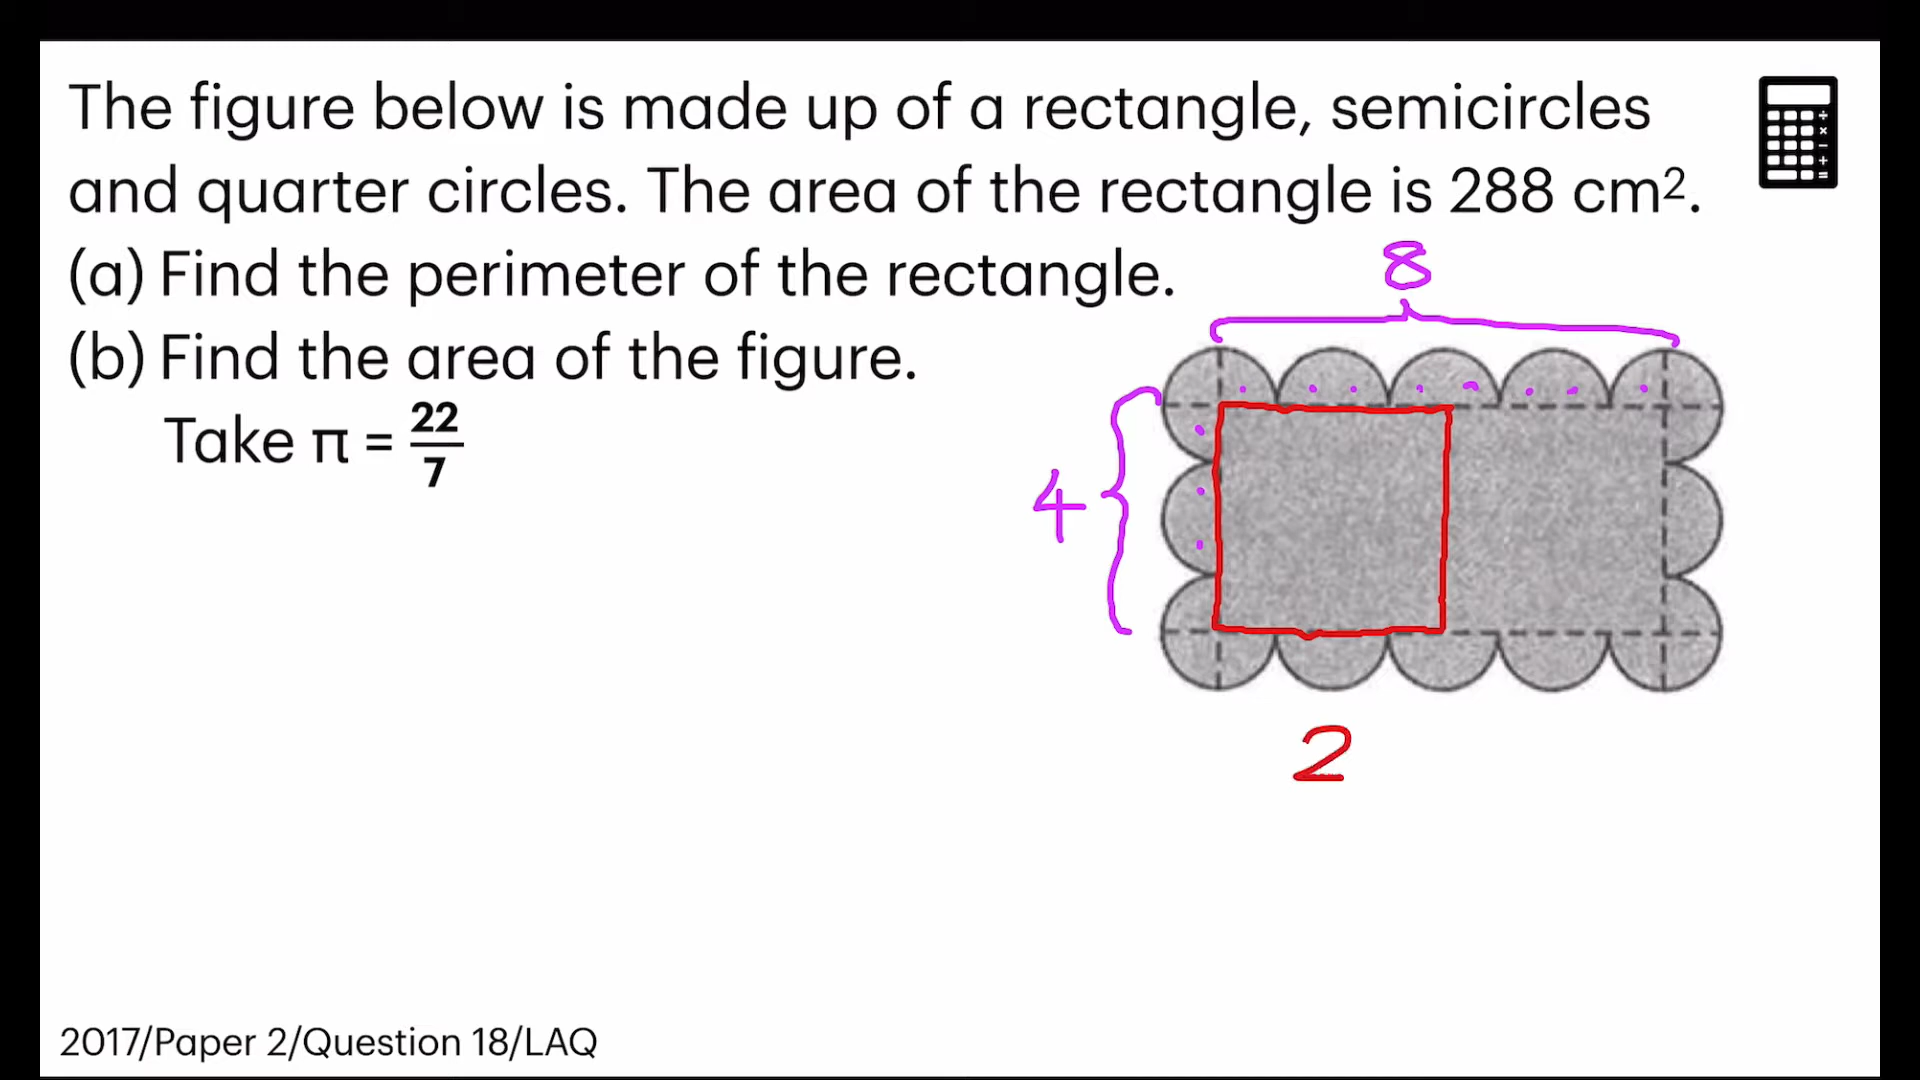 The figure below is made up of a rectangle, semicircles
and quarter circles. The area of the rectangle is 288 cm².
(a) Find the perimeter of the rectangle.
(b) Find the area of the figure.
Take π = 22/7
8
4
2
2017/Paper 2/Question 18/LAQ